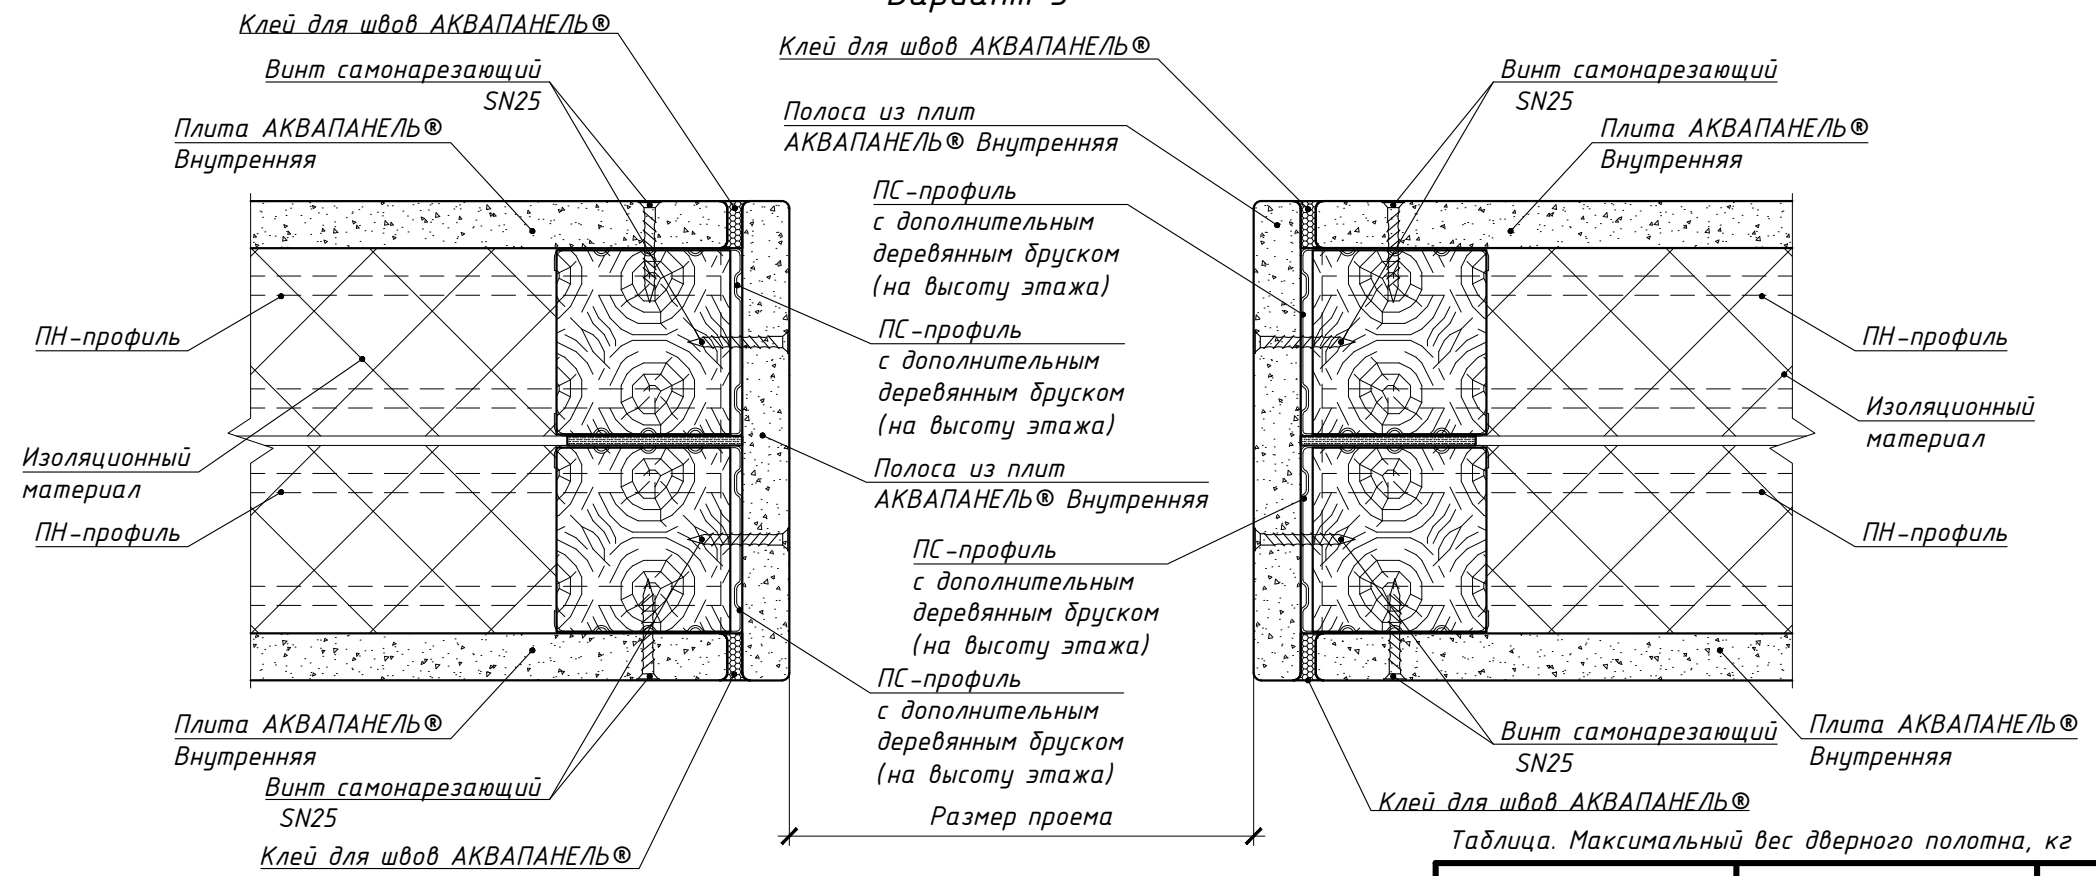 Вариант 3
Клей для швов АКВАПАНЕЛЬ®
Винт самонарезающий
SN25
Плита АКВАПАНЕЛЬ®
Внутренняя
ПН-профиль
Изоляционный
материал
ПН-профиль
Плита АКВАПАНЕЛЬ®
Внутренняя
Винт самонарезающий
SN25
Клей для швов АКВАПАНЕЛЬ®
Клей для швов АКВАПАНЕЛЬ®
Полоса из плит
АКВАПАНЕЛЬ® Внутренняя
ПС-профиль
с дополнительным
деревянным бруском
(на высоту этажа)
ПС-профиль
с дополнительным
деревянным бруском
(на высоту этажа)
Полоса из плит
АКВАПАНЕЛЬ® Внутренняя
ПС-профиль
с дополнительным
деревянным бруском
(на высоту этажа)
ПС-профиль
с дополнительным
деревянным бруском
(на высоту этажа)
Размер проема
Винт самонарезающий
SN25
Плита АКВАПАНЕЛЬ®
Внутренняя
ПН-профиль
Изоляционный
материал
ПН-профиль
Винт самонарезающий
SN25
Плита АКВАПАНЕЛЬ®
Внутренняя
Клей для швов АКВАПАНЕЛЬ®
Таблица. Максимальный вес дверного полотна, кг